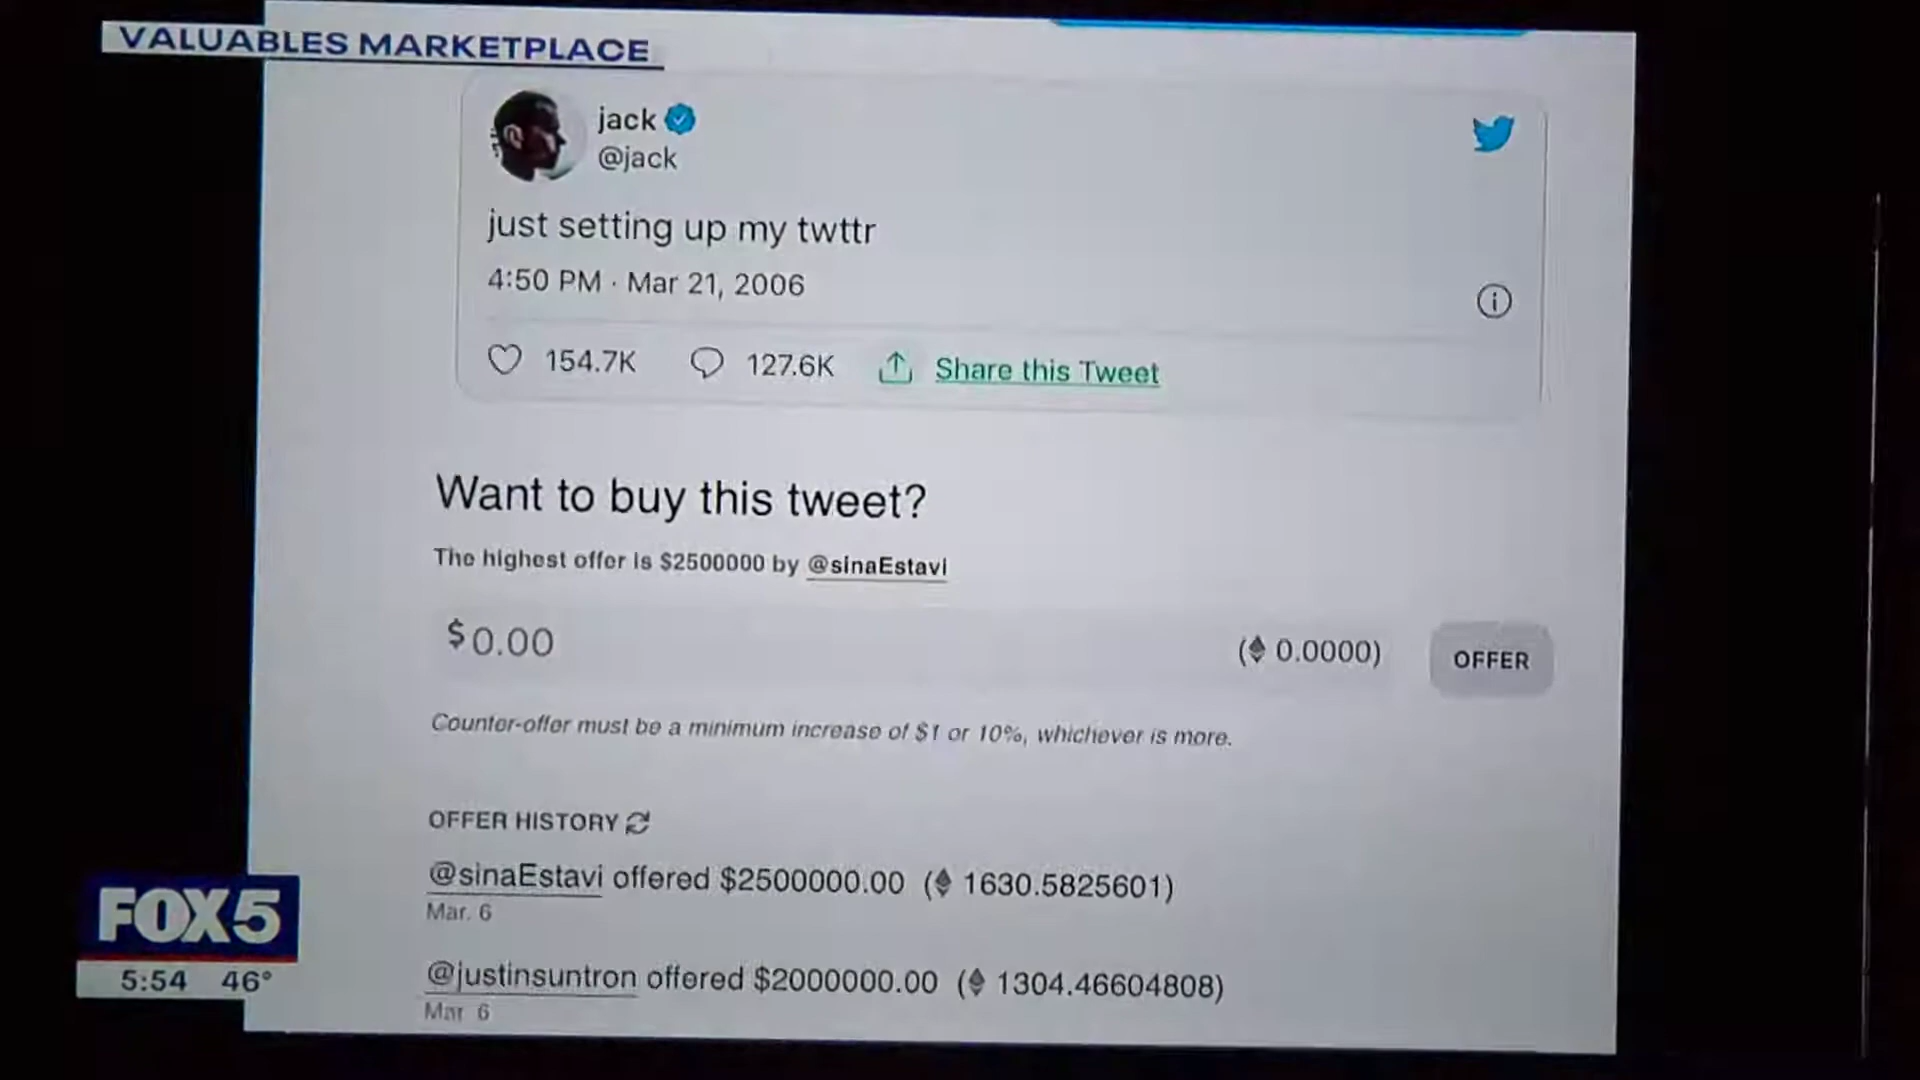 VALUABLES MARKETPLACE
jack
@jack
just setting up my twttr
4:50 PM · Mar 21, 2006
154.7K 127.6K Share this Tweet
Want to buy this tweet?
The highest offer is $2500000 by @sinaEstavi
$0.00 (♦ 0.0000) OFFER
Counter-offer must be a minimum increase of $1 or 10%, whichever is more.
OFFER HISTORY
@sinaEstavi offered $2500000.00 (♦ 1630.5825601)
Mar. 6
@justinsuntron offered $2000000.00 (♦ 1304.46604808)
Mar 6
FOX5
5:54 46°